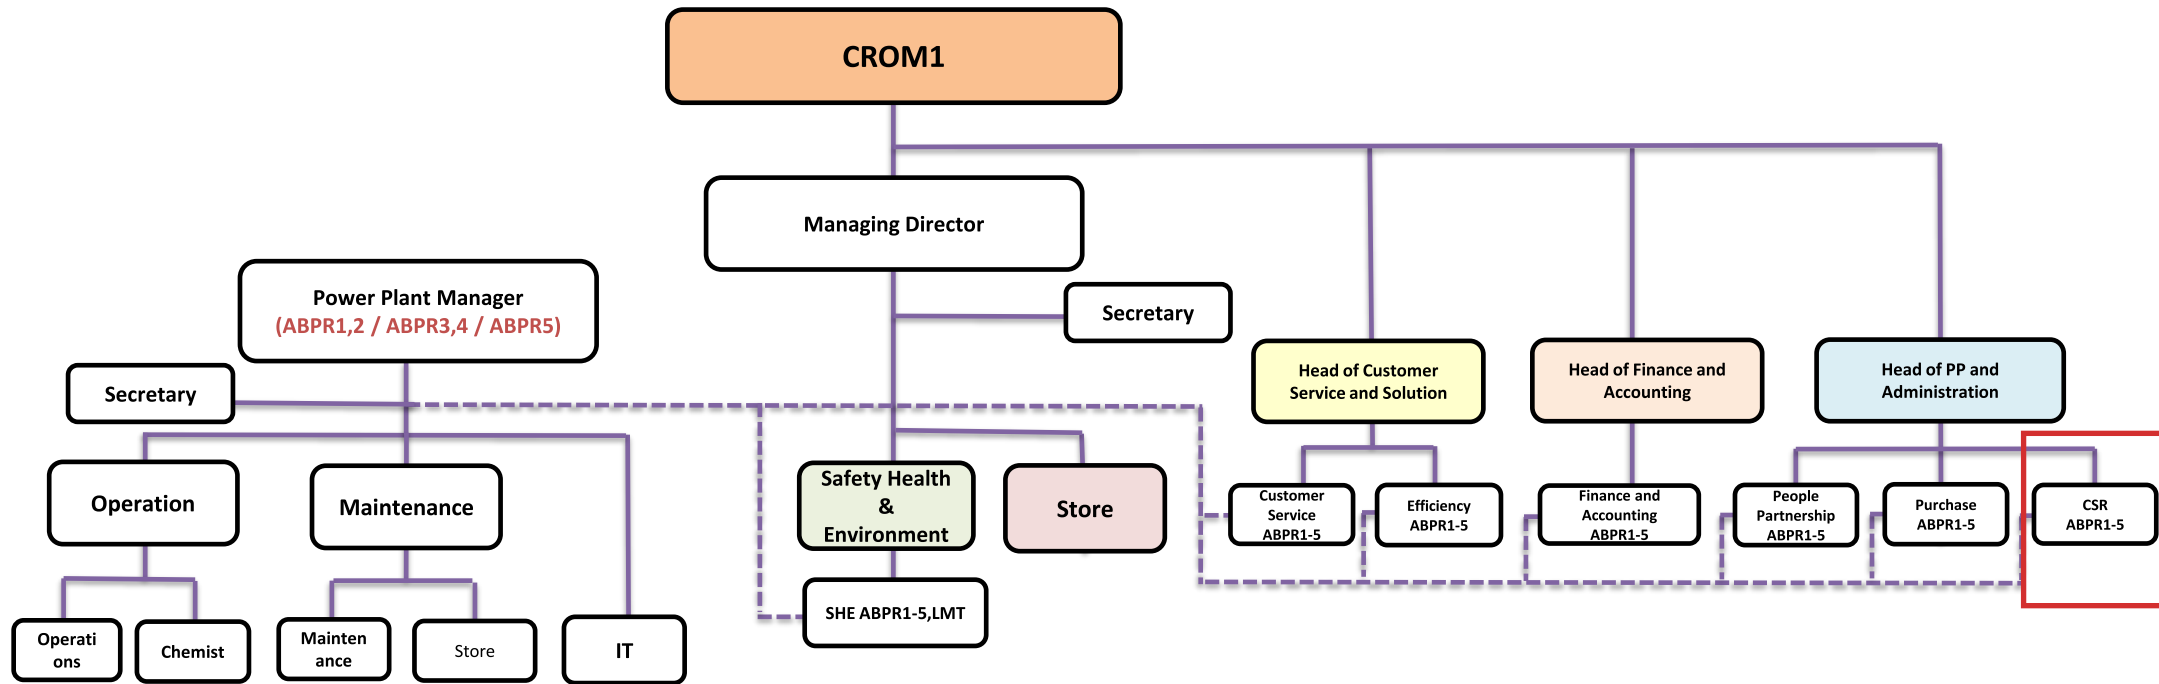 CROM1
Managing Director
Power Plant Manager
(ABPR1,2 / ABPR3,4 / ABPR5)
Secretary
Secretary
Head of Customer
Service and Solution
Head of Finance and
Accounting
Head of PP and
Administration
Operation
Maintenance
Safety Health
&
Environment
Store
Customer
Service
ABPR1-5
Efficiency
ABPR1-5
Finance and
Accounting
ABPR1-5
People
Partnership
ABPR1-5
Purchase
ABPR1-5
CSR
ABPR1-5
SHE ABPR1-5,LMT
Operati
ons
Chemist
Mainten
ance
Store
IT